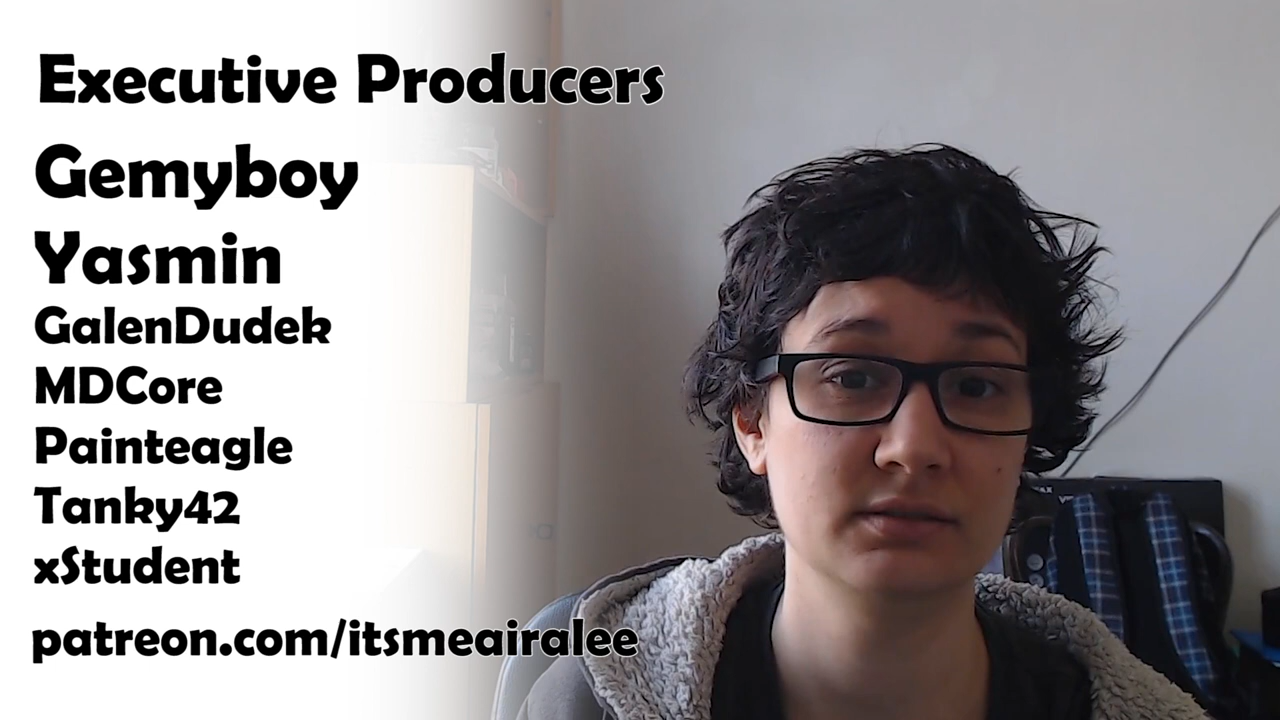 Executive Producers
Gemyboy
Yasmin
GalenDudek
MDCore
Painteagle
Tanky42
xStudent
patreon.com/itsmeairalee